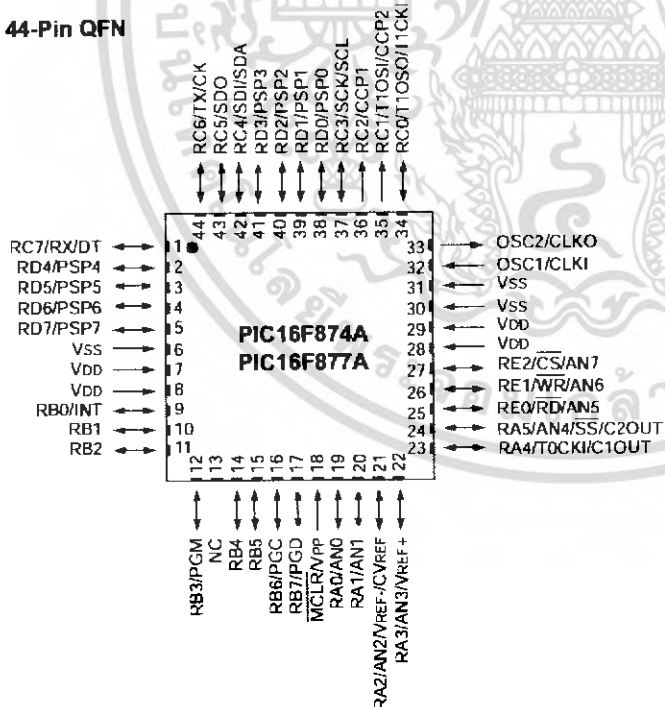 44-Pin QFN
RC6/TX/CK
RC5/SDO
RC4/SDI/SDA
RD3/PSP3
RD2/PSP2
RD1/PSP1
RD0/PSP0
RC3/SCK/SCL
RC2/CCP1
RC1/T1OSI/CCP2
RC0/T1OSO/T1CKI
44 43 42 41 40 39 38 37 36 35 34
RC7/RX/DT 1
RD4/PSP4 2
RD5/PSP5 3
RD6/PSP6 4
RD7/PSP7 5
VSS 6
VDD 7
VDD 8
RB0/INT 9
RB1 10
RB2 11
PIC16F874A
PIC16F877A
33 OSC2/CLKO
32 OSC1/CLKI
31 VSS
30 VSS
29 VDD
28 VDD
27 RE2/CS/AN7
26 RE1/WR/AN6
25 RE0/RD/AN5
24 RA5/AN4/SS/C2OUT
23 RA4/T0CKI/C1OUT
12 13 14 15 16 17 18 19 20 21 22
RB3/PGM
NC
RB4
RB5
RB6/PGC
RB7/PGD
MCLR/VPP
RA0/AN0
RA1/AN1
RA2/AN2/VREF-/CVREF
RA3/AN3/VREF+